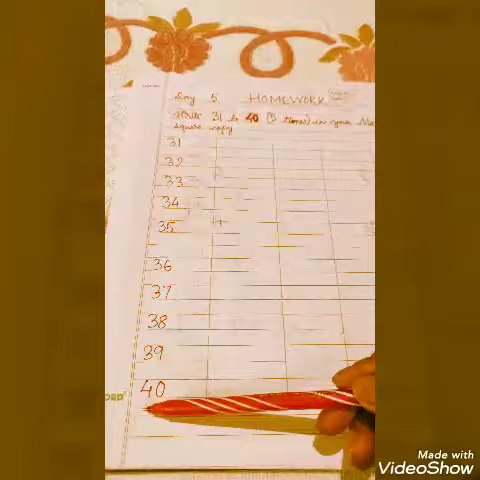 Day 5 HOMEWORK
Write 31 to 40 (3 times) in your
square copy
31
32
33
34
35
36
37
38
39
40
Made with
VideoShow